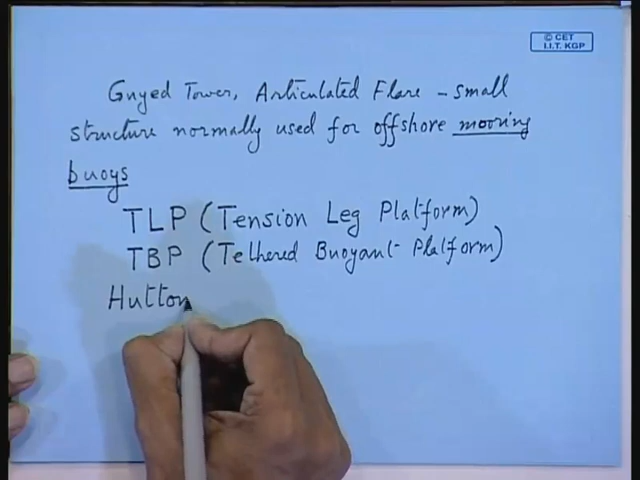 © CET
I.I.T. KGP
Guyed Tower, Articulated Flare - small
structure normally used for offshore mooring
buoys
TLP (Tension Leg Platform)
TBP (Tethered Buoyant Platform)
Hutton